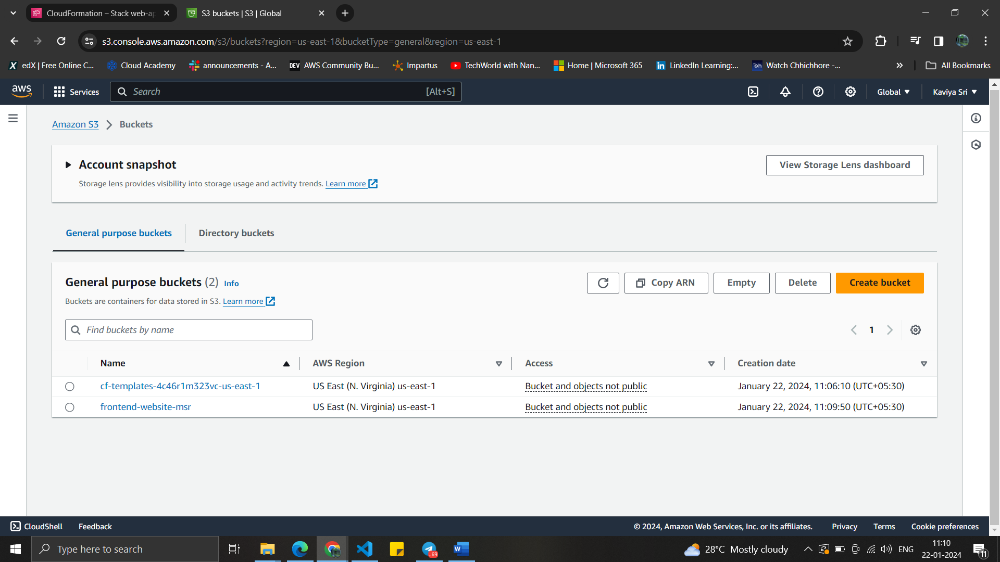 CloudFormation – Stack web-ap
S3 buckets | S3 | Global
s3.console.aws.amazon.com/s3/buckets?region=us-east-1&bucketType=general&region=us-east-1
edX | Free Online C...
Cloud Academy
announcements - A...
DEV
AWS Community Bu...
Impartus
TechWorld with Nan...
Home | Microsoft 365
LinkedIn Learning:...
Watch Chhichhore -...
All Bookmarks
aws
Services
Search
[Alt+S]
Global
Kaviya Sri
Amazon S3
Buckets
Account snapshot
View Storage Lens dashboard
Storage lens provides visibility into storage usage and activity trends. Learn more
General purpose buckets
Directory buckets
General purpose buckets (2) Info
Copy ARN
Empty
Delete
Create bucket
Buckets are containers for data stored in S3. Learn more
Find buckets by name
1
Name
AWS Region
Access
Creation date
cf-templates-4c46r1m323vc-us-east-1
US East (N. Virginia) us-east-1
Bucket and objects not public
January 22, 2024, 11:06:10 (UTC+05:30)
frontend-website-msr
US East (N. Virginia) us-east-1
Bucket and objects not public
January 22, 2024, 11:09:50 (UTC+05:30)
CloudShell
Feedback
© 2024, Amazon Web Services, Inc. or its affiliates.
Privacy
Terms
Cookie preferences
Type here to search
28°C Mostly cloudy
ENG
11:10
22-01-2024
11